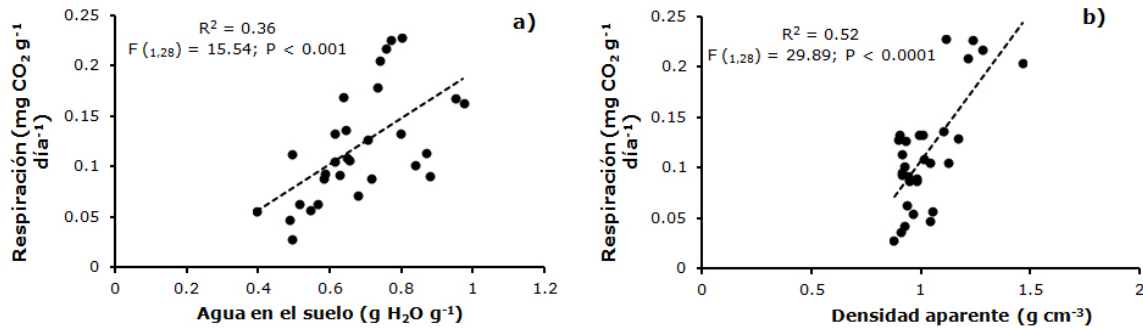 a)
R² = 0.36
F (1,28) = 15.54; P < 0.001
Respiración (mg CO₂ g⁻¹
día⁻¹)
0.25
0.2
0.15
0.1
0.05
0
0 0.2 0.4 0.6 0.8 1 1.2
Agua en el suelo (g H₂O g⁻¹)
b)
R² = 0.52
F (1,28) = 29.89; P < 0.0001
Respiración (mg CO₂ g⁻¹
día⁻¹)
0.25
0.2
0.15
0.1
0.05
0
0 0.5 1 1.5 2
Densidad aparente (g cm⁻³)